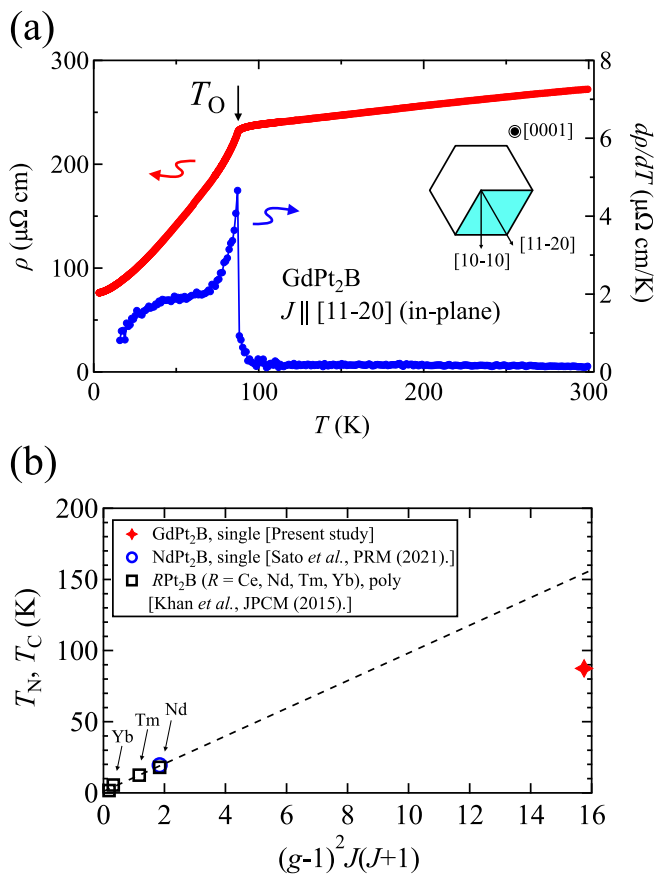 (a)
300
200
100
0
ρ (μΩ cm)
8
6
4
2
0
dρ/dT (μΩ cm/K)
T_O
[0001]
[10-10]
[11-20]
GdPt₂B
J || [11-20] (in-plane)
0
100
200
300
T (K)
(b)
200
150
100
50
0
T_N, T_C (K)
GdPt₂B, single [Present study]
NdPt₂B, single [Sato et al., PRM (2021).]
RPt₂B (R = Ce, Nd, Tm, Yb), poly
[Khan et al., JPCM (2015).]
Yb
Tm
Nd
0
2
4
6
8
10
12
14
16
(g-1)²J(J+1)